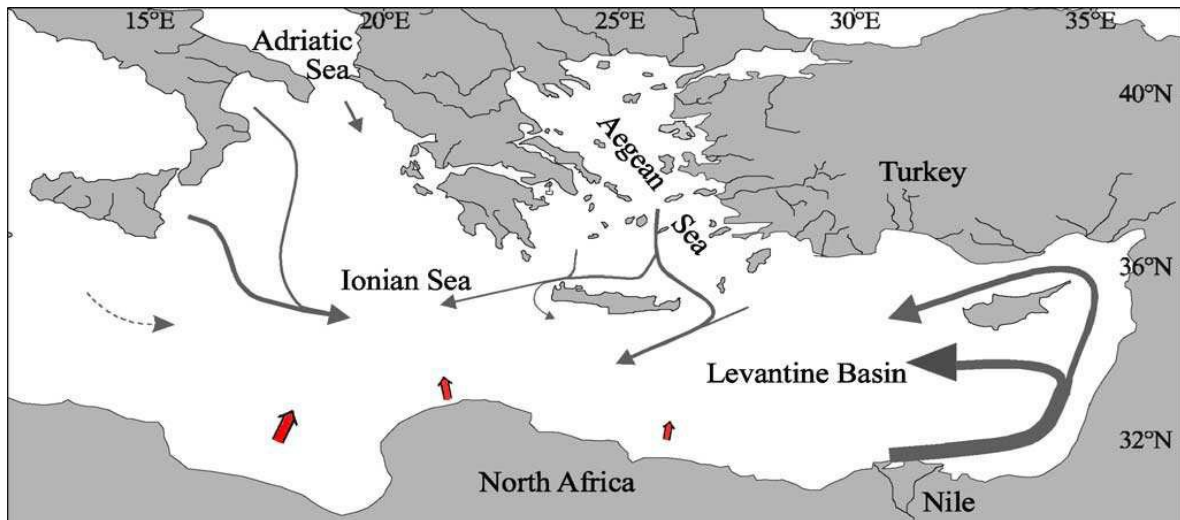 15°E 20°E 25°E 30°E 35°E
Adriatic
Sea
40°N
Aegean
Sea
Turkey
36°N
Ionian Sea
Levantine Basin
32°N
North Africa
Nile